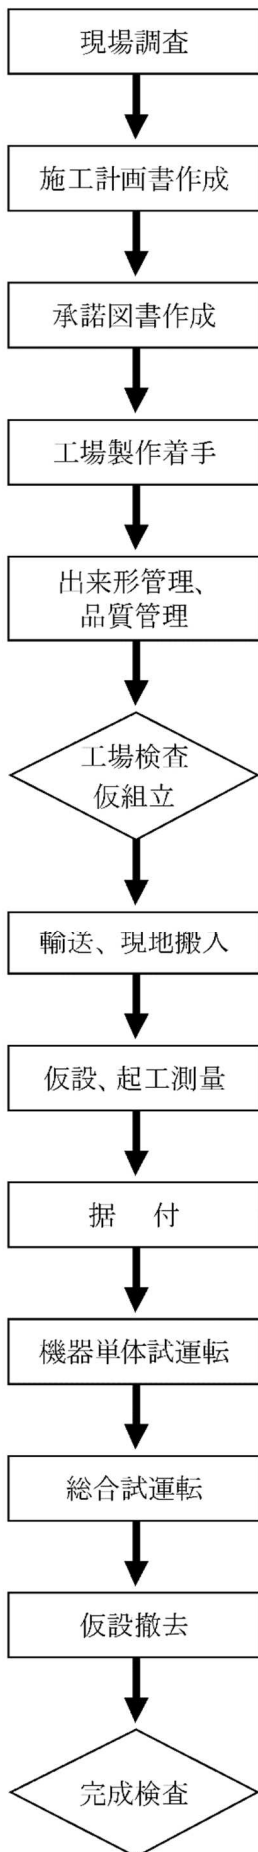 現場調査
施工計画書作成
承諾図書作成
工場製作着手
出来形管理、
品質管理
工場検査
仮組立
輸送、現地搬入
仮設、起工測量
据　付
機器単体試運転
総合試運転
仮設撤去
完成検査